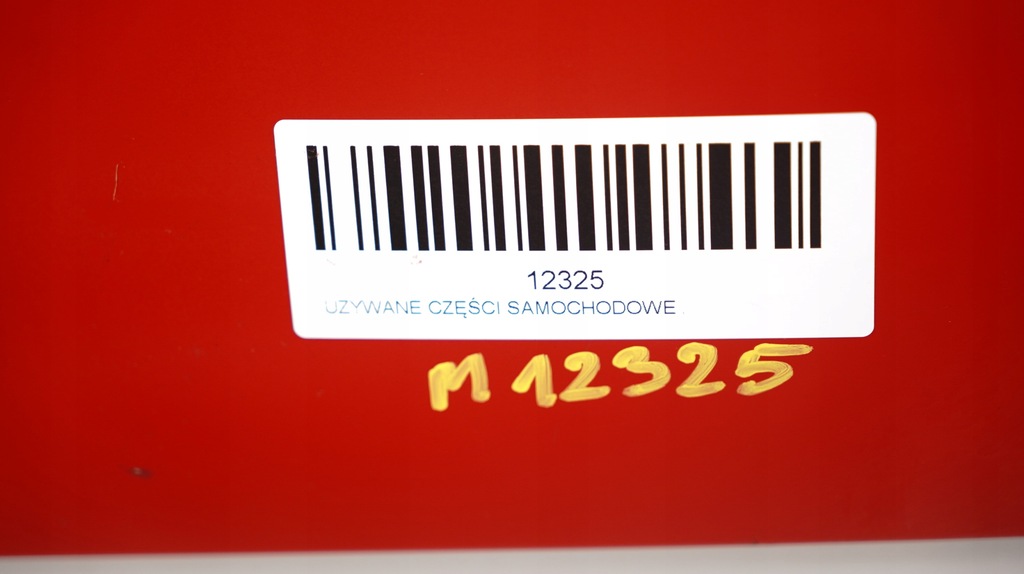 12325
UZYWANE CZĘŚCI SAMOCHODOWE .
M 12325